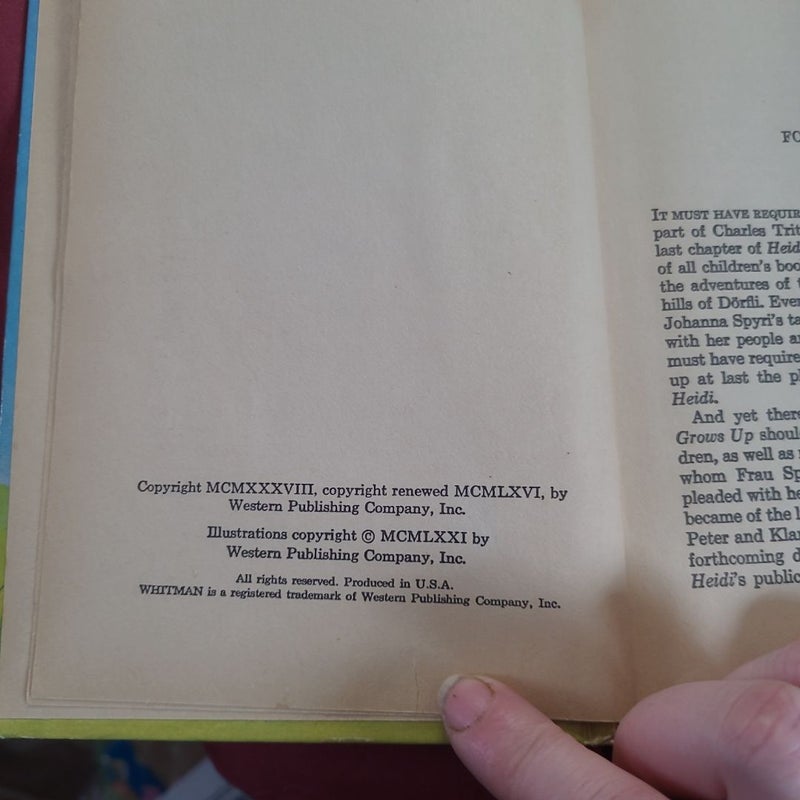 Copyright MCMXXXVIII, copyright renewed MCMLXVI, by
Western Publishing Company, Inc.
Illustrations copyright © MCMLXXI by
Western Publishing Company, Inc.
All rights reserved. Produced in U.S.A.
WHITMAN is a registered trademark of Western Publishing Company, Inc.
FO
IT MUST HAVE REQUIR
part of Charles Trit
last chapter of Heid
of all children's boo
the adventures of t
hills of Dörfli. Ever
Johanna Spyri's ta
with her people a
must have require
up at last the p
Heidi.
And yet there
Grows Up shoul
dren, as well as
whom Frau Sp
pleaded with he
became of the l
Peter and Klar
forthcoming d
Heidi's public